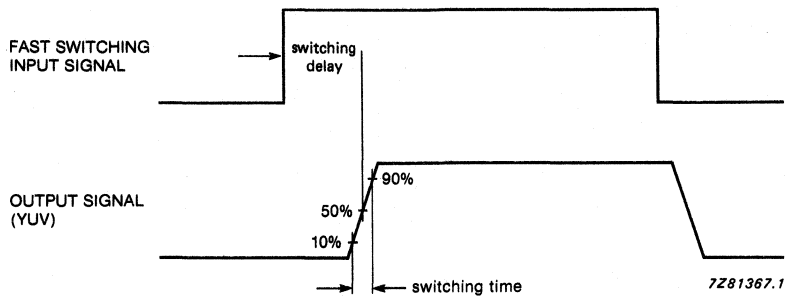 FAST SWITCHING
INPUT SIGNAL
switching
delay
OUTPUT SIGNAL
(YUV)
90%
50%
10%
switching time
7Z81367.1